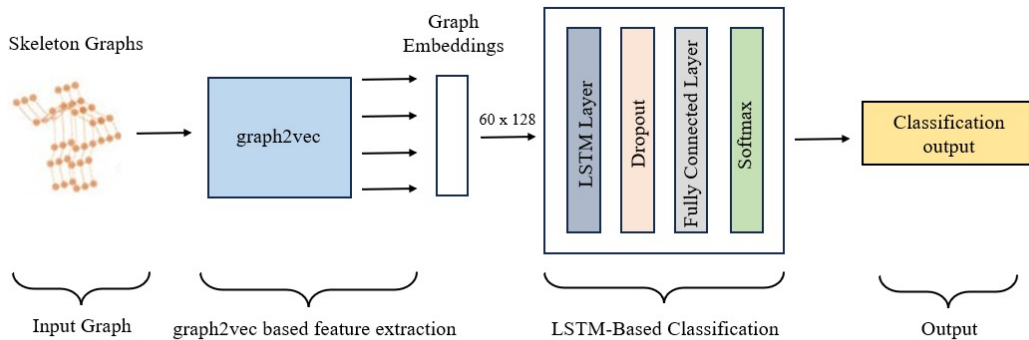 Skeleton Graphs
graph2vec
Graph
Embeddings
60 x 128
LSTM Layer
Dropout
Fully Connected Layer
Softmax
Classification
output
Input Graph
graph2vec based feature extraction
LSTM-Based Classification
Output